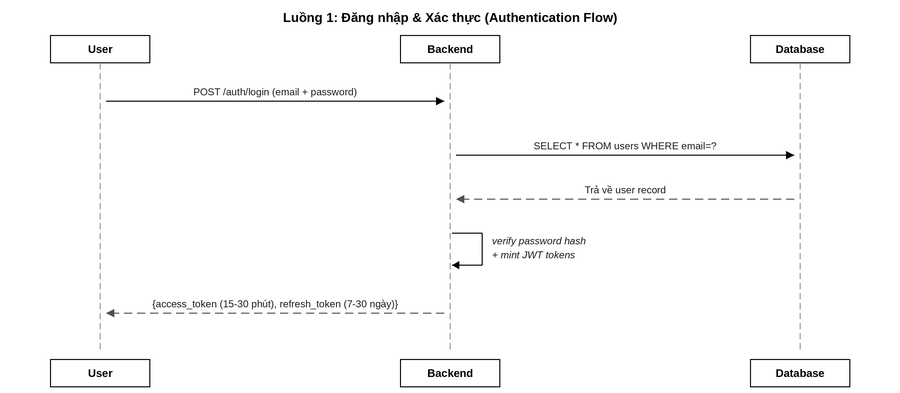 Luồng 1: Đăng nhập & Xác thực (Authentication Flow)
User
Backend
Database
POST /auth/login (email + password)
SELECT * FROM users WHERE email=?
Trả về user record
verify password hash
+ mint JWT tokens
{access_token (15-30 phút), refresh_token (7-30 ngày)}
User
Backend
Database